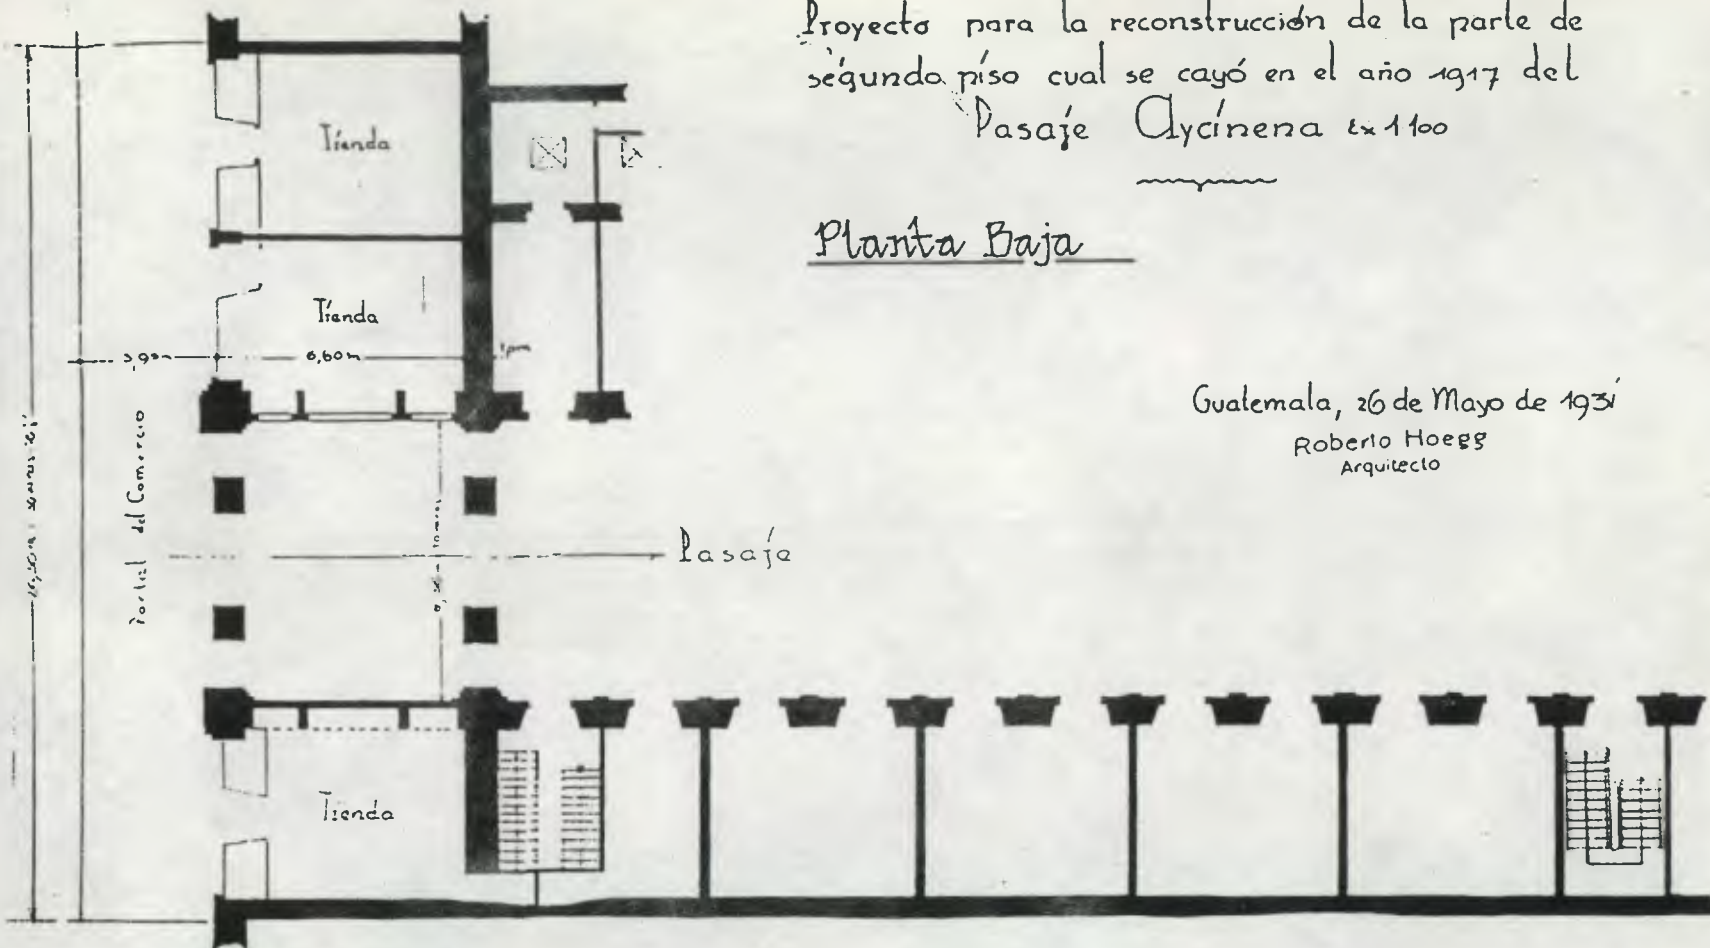 Proyecto para la reconstrucción de la parte de
segundo piso cual se cayó en el año 1917 del
Pasaje Aycinena
Planta Baja
Tienda
Tienda
6,60m
Portal del Comercio
Guatemala, 26 de Mayo de 1931
Roberto Hoegg
Arquitecto
Pasaje
Tienda